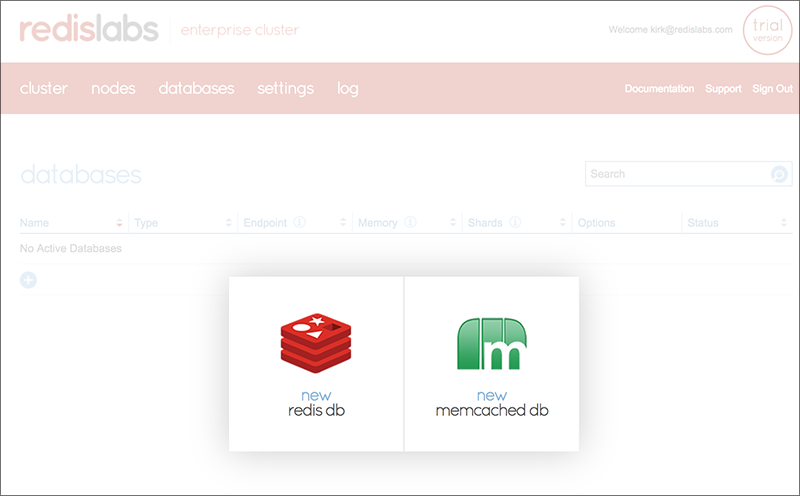 redislabs enterprise cluster Welcome kirk@redislabs.com trial version
cluster nodes databases settings log Documentation Support Sign Out
databases Search
Name Type Endpoint Memory Shards Options Status
No Active Databases
new
redis db
new
memcached db